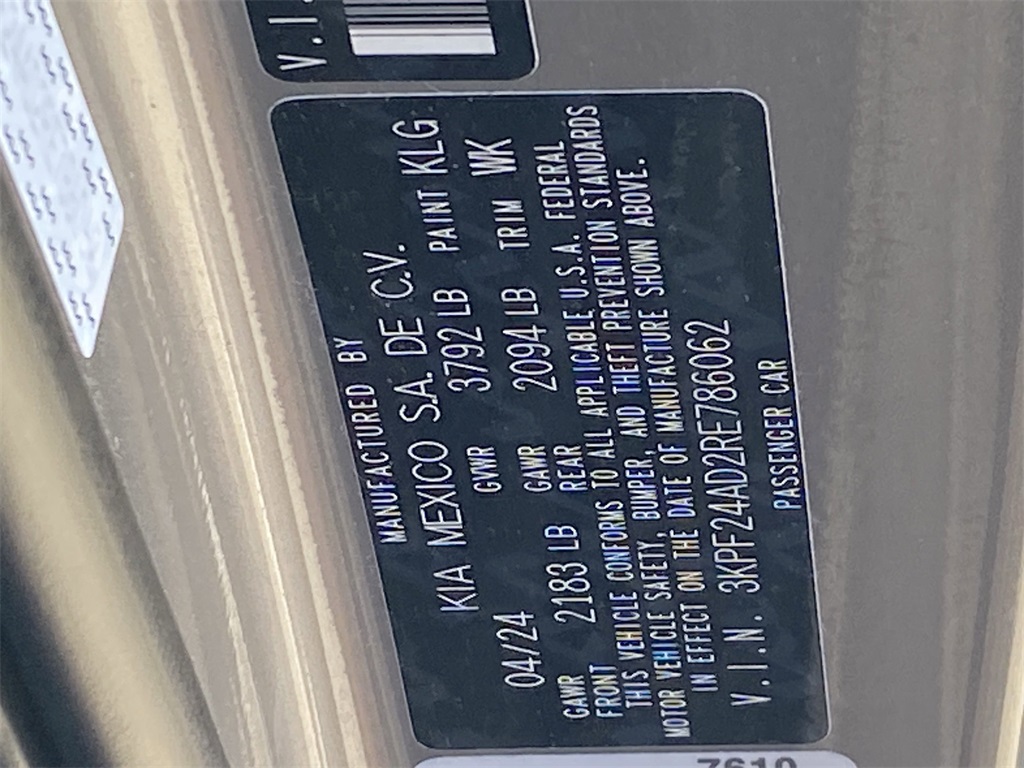 V.I.
MANUFACTURED BY
KIA MEXICO S.A. DE C.V.
04/24 GVWR 3792 LB PAINT KLG
GAWR FRONT 2183 LB GAWR REAR 2094 LB TRIM WK
THIS VEHICLE CONFORMS TO ALL APPLICABLE U.S.A. FEDERAL
MOTOR VEHICLE SAFETY, BUMPER, AND THEFT PREVENTION STANDARDS
IN EFFECT ON THE DATE OF MANUFACTURE SHOWN ABOVE.
V.I.N. 3KPF24AD2RE786062
PASSENGER CAR
7619